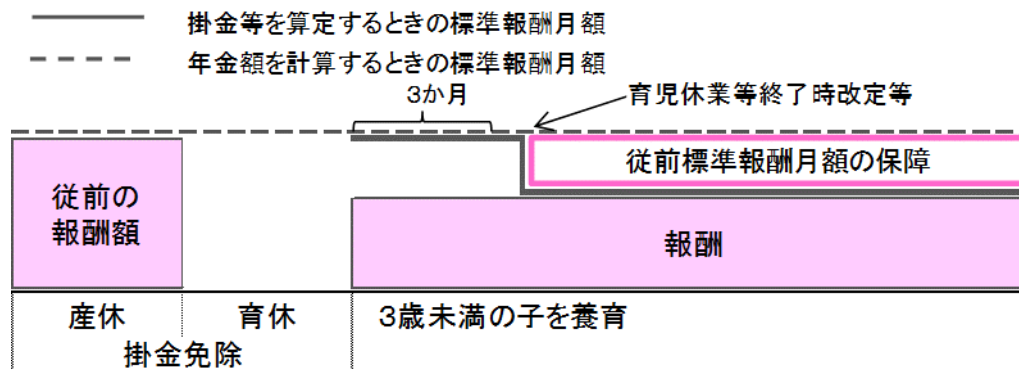 掛金等を算定するときの標準報酬月額
年金額を計算するときの標準報酬月額
3か月
育児休業等終了時改定等
従前標準報酬月額の保障
従前の
報酬額
報酬
産休
育休
3歳未満の子を養育
掛金免除